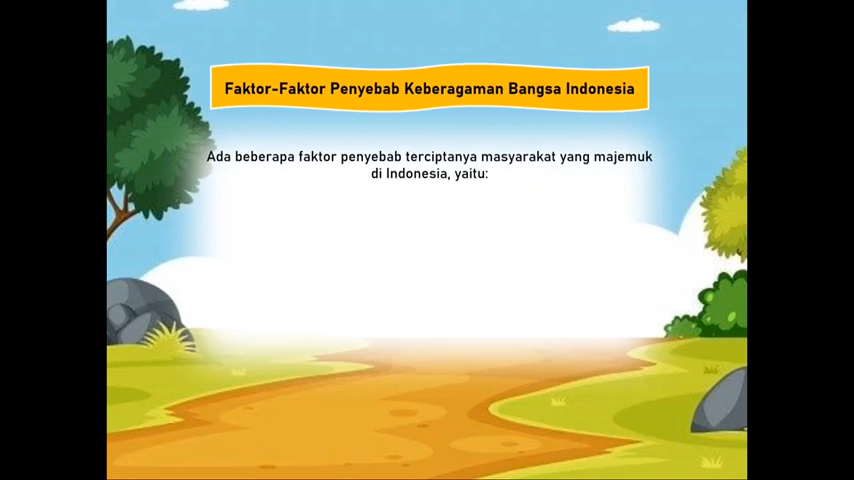 Faktor-Faktor Penyebab Keberagaman Bangsa Indonesia
Ada beberapa faktor penyebab terciptanya masyarakat yang majemuk
di Indonesia, yaitu: